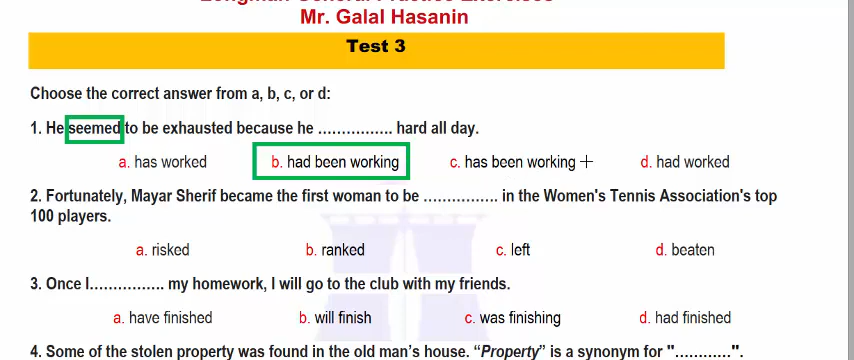 Mr. Galal Hasanin
Test 3
Choose the correct answer from a, b, c, or d:
1. He seemed to be exhausted because he ................ hard all day.
a. has worked b. had been working c. has been working d. had worked
2. Fortunately, Mayar Sherif became the first woman to be ................ in the Women's Tennis Association's top
100 players.
a. risked b. ranked c. left d. beaten
3. Once I................ my homework, I will go to the club with my friends.
a. have finished b. will finish c. was finishing d. had finished
4. Some of the stolen property was found in the old man's house. “Property” is a synonym for "............".